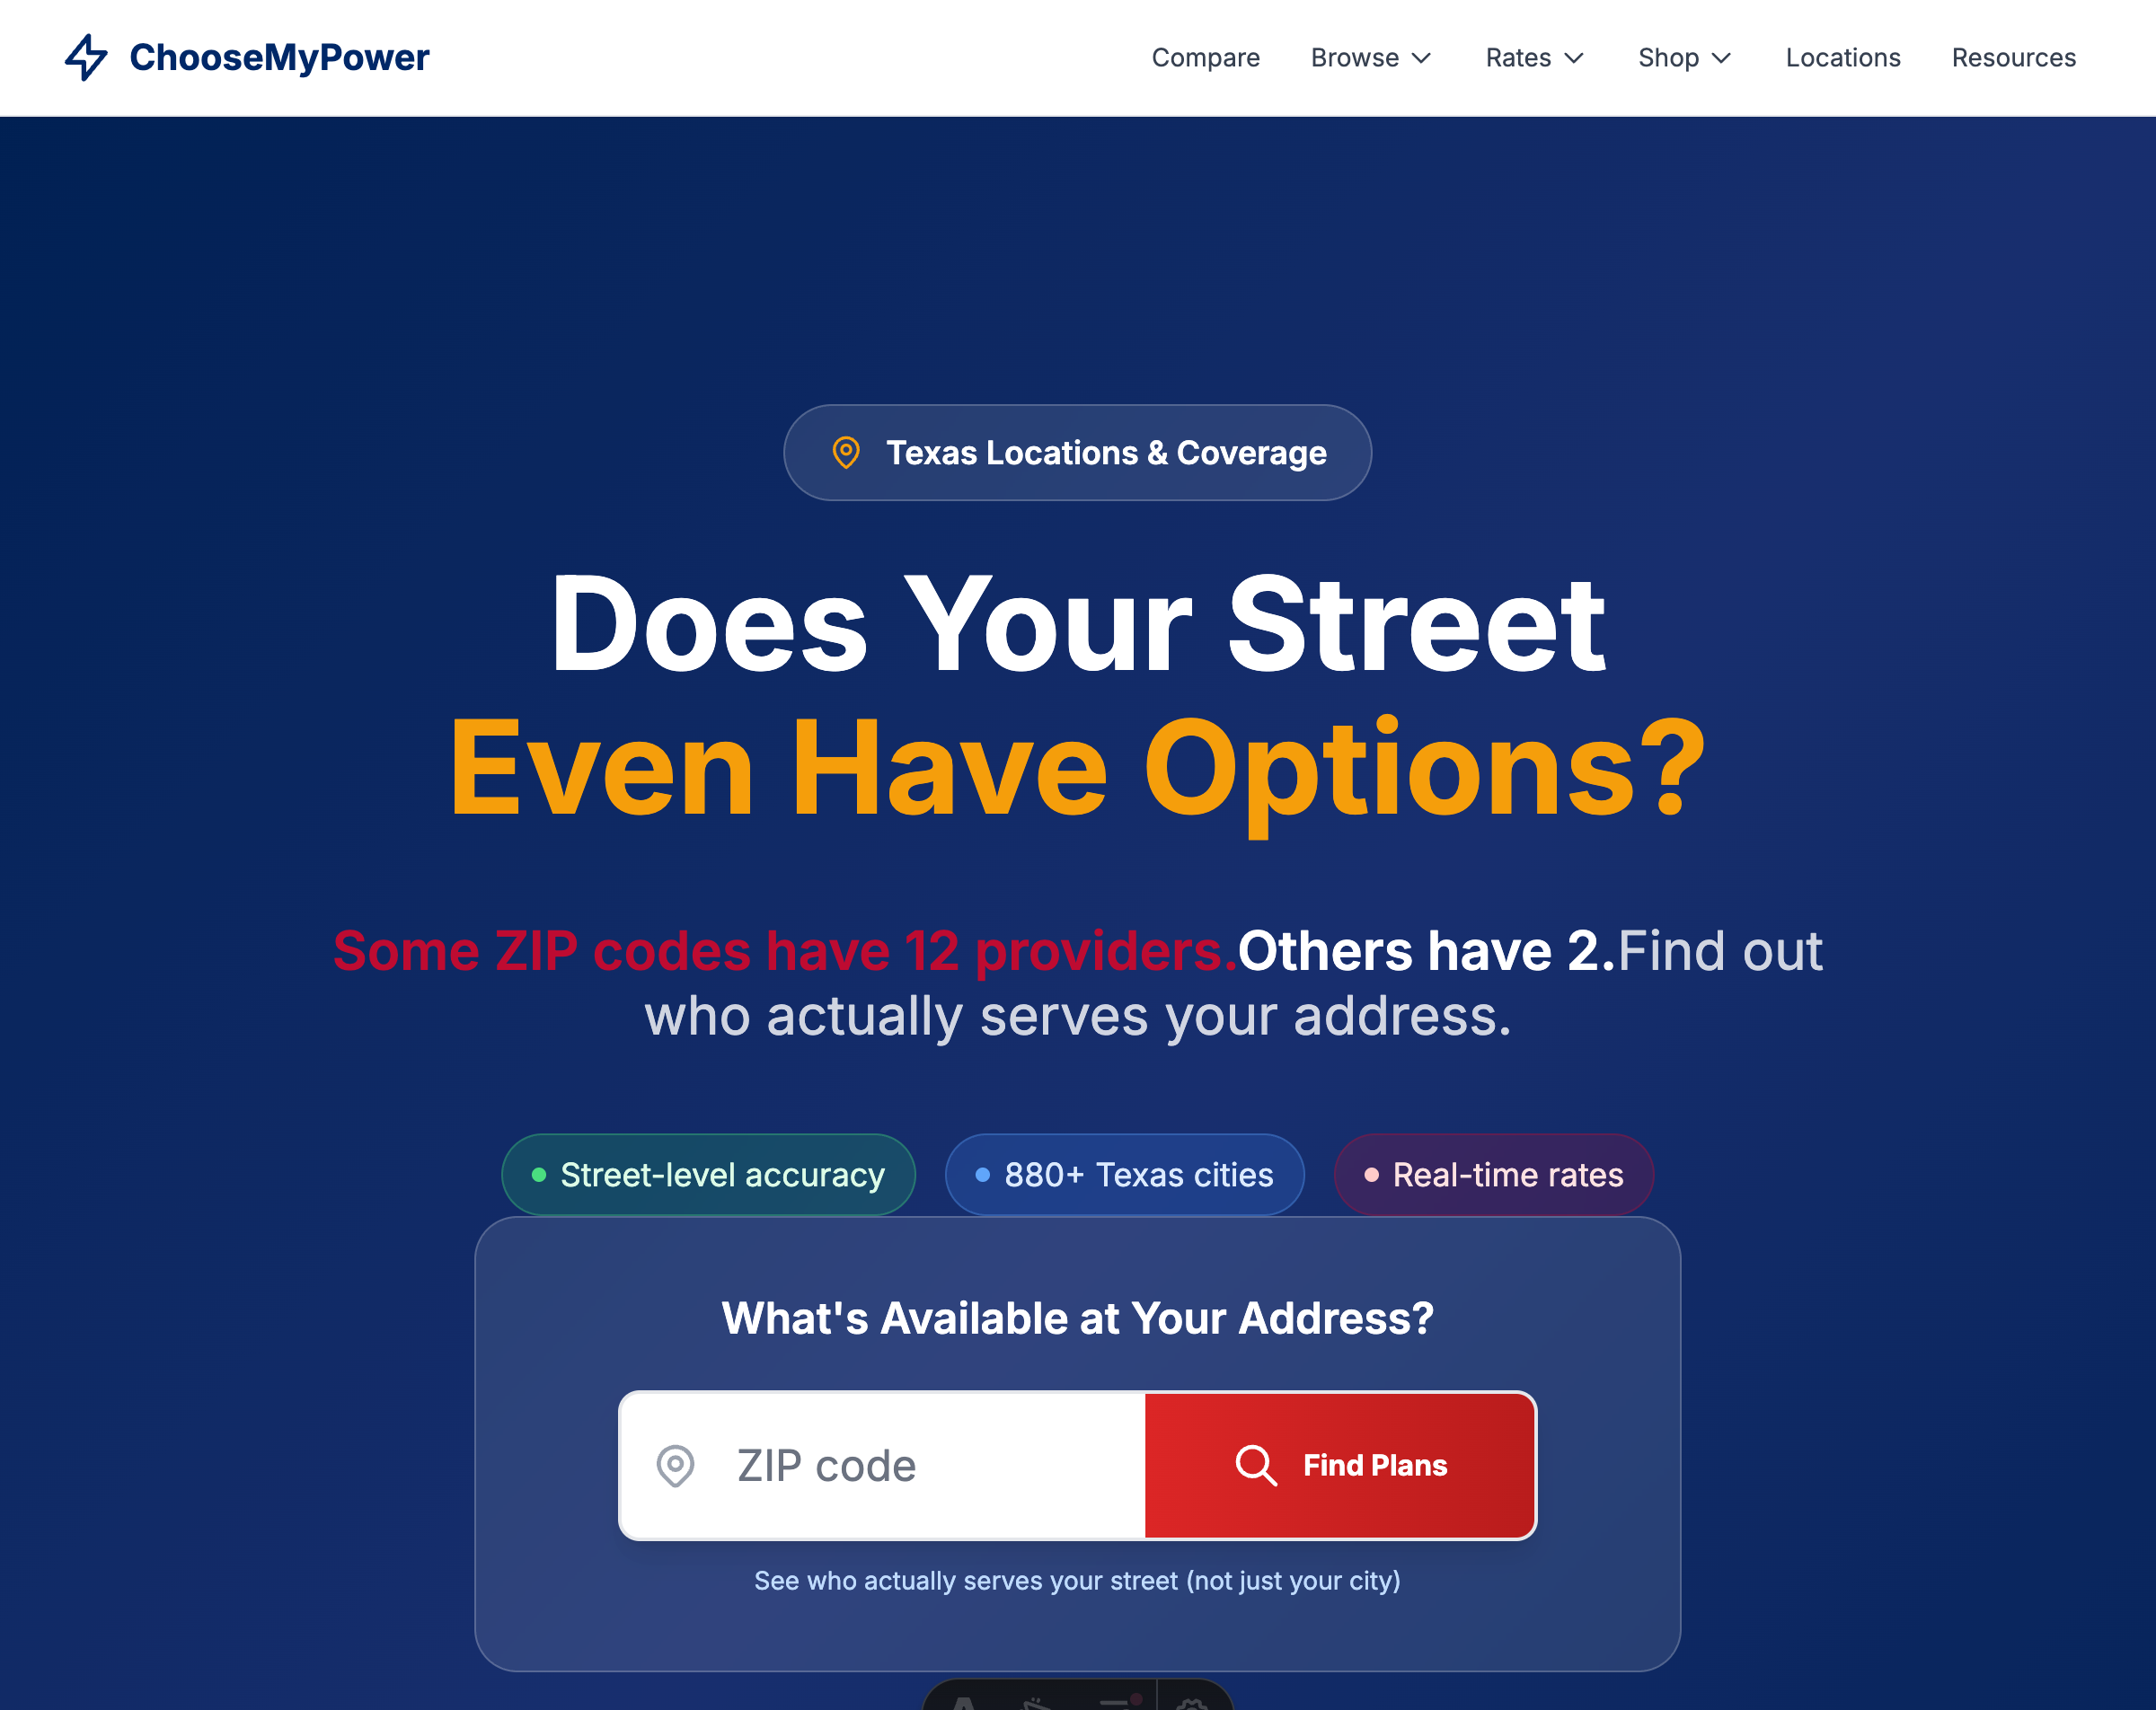 ChooseMyPower
Compare Browse Rates Shop Locations Resources
Texas Locations & Coverage
Does Your Street
Even Have Options?
Some ZIP codes have 12 providers.Others have 2.Find out
who actually serves your address.
Street-level accuracy 880+ Texas cities Real-time rates
What's Available at Your Address?
ZIP code Find Plans
See who actually serves your street (not just your city)